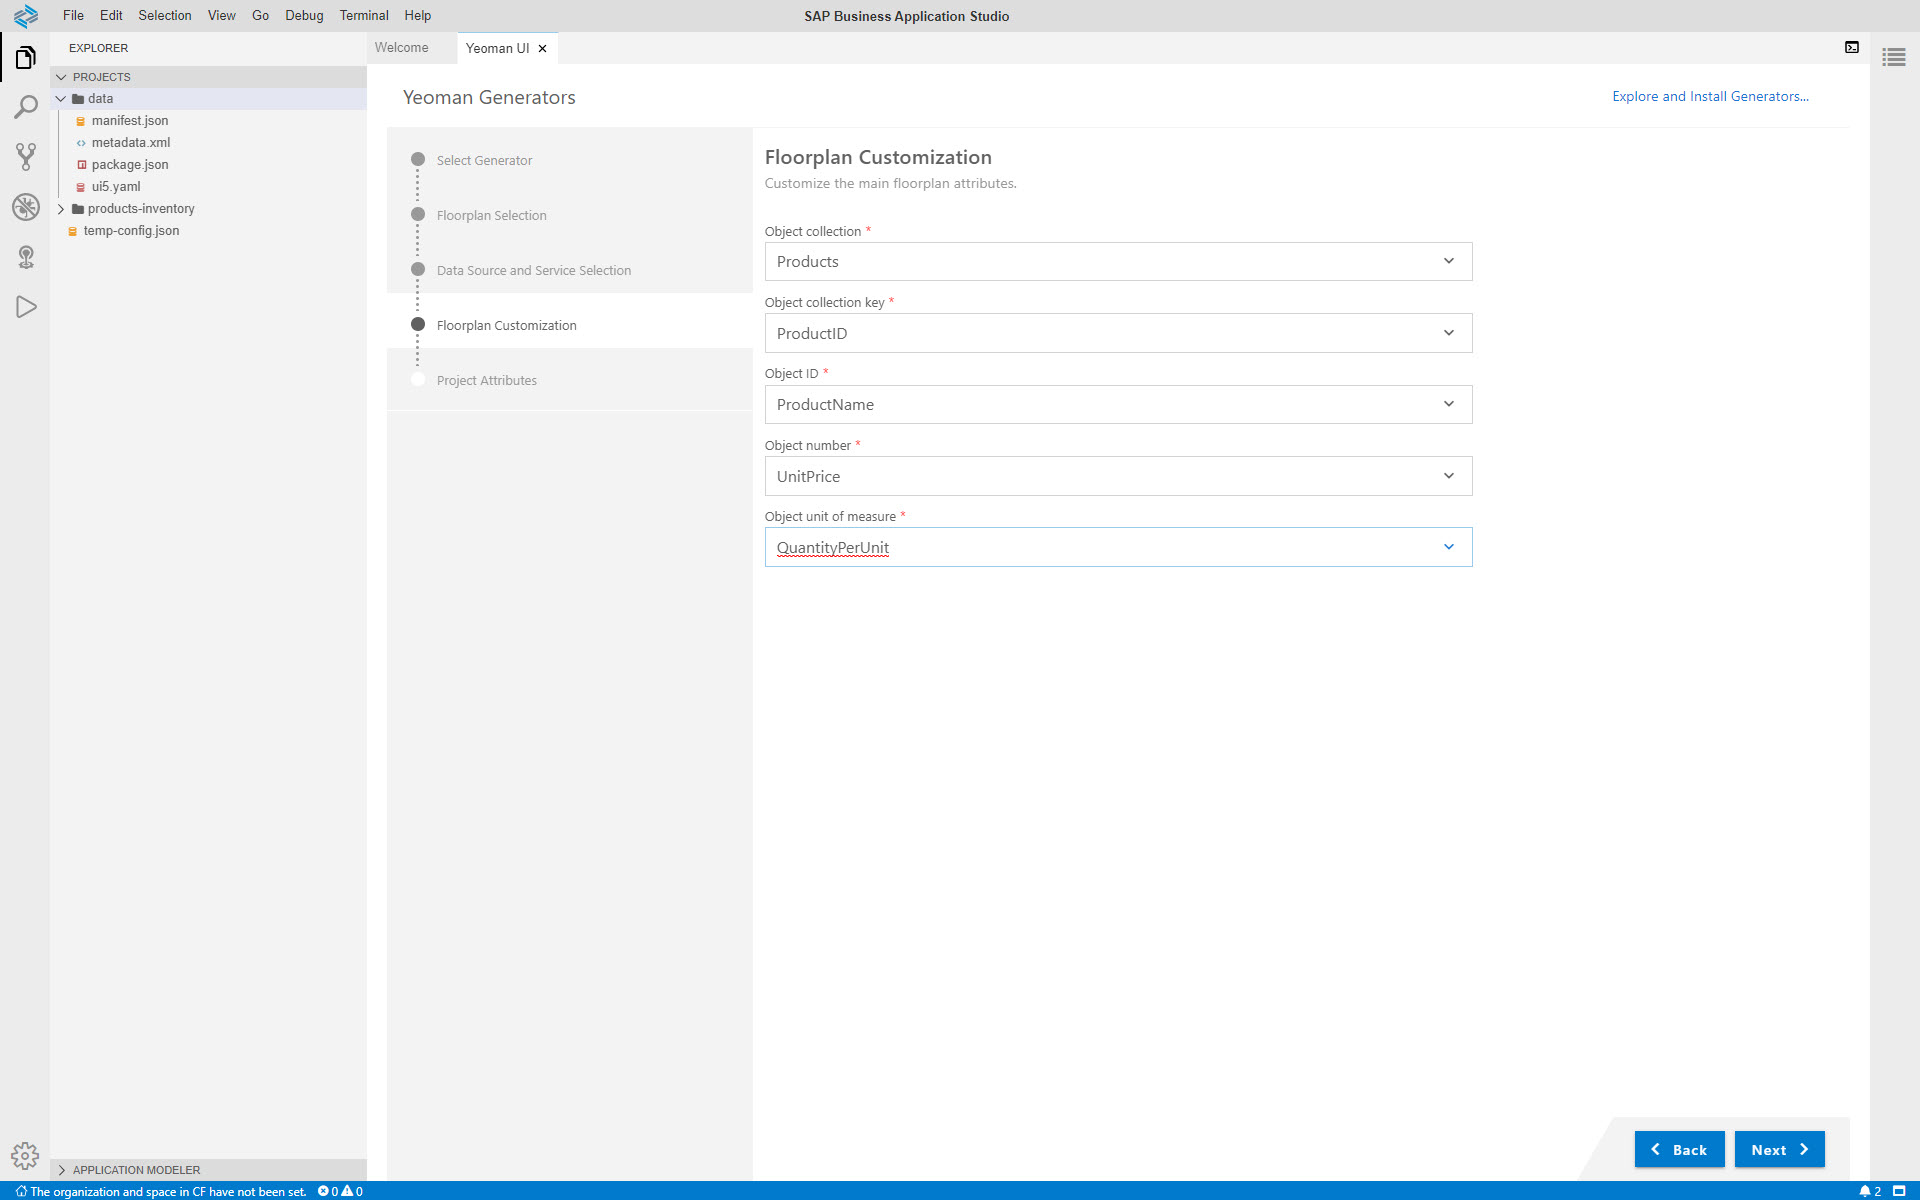 File Edit Selection View Go Debug Terminal Help
SAP Business Application Studio
EXPLORER
PROJECTS
data
manifest.json
metadata.xml
package.json
ui5.yaml
products-inventory
temp-config.json
APPLICATION MODELER
Welcome
Yeoman UI
Yeoman Generators
Explore and Install Generators...
Select Generator
Floorplan Selection
Data Source and Service Selection
Floorplan Customization
Project Attributes
Floorplan Customization
Customize the main floorplan attributes.
Object collection *
Products
Object collection key *
ProductID
Object ID *
ProductName
Object number *
UnitPrice
Object unit of measure *
QuantityPerUnit
Back
Next
The organization and space in CF have not been set. 0 0
2